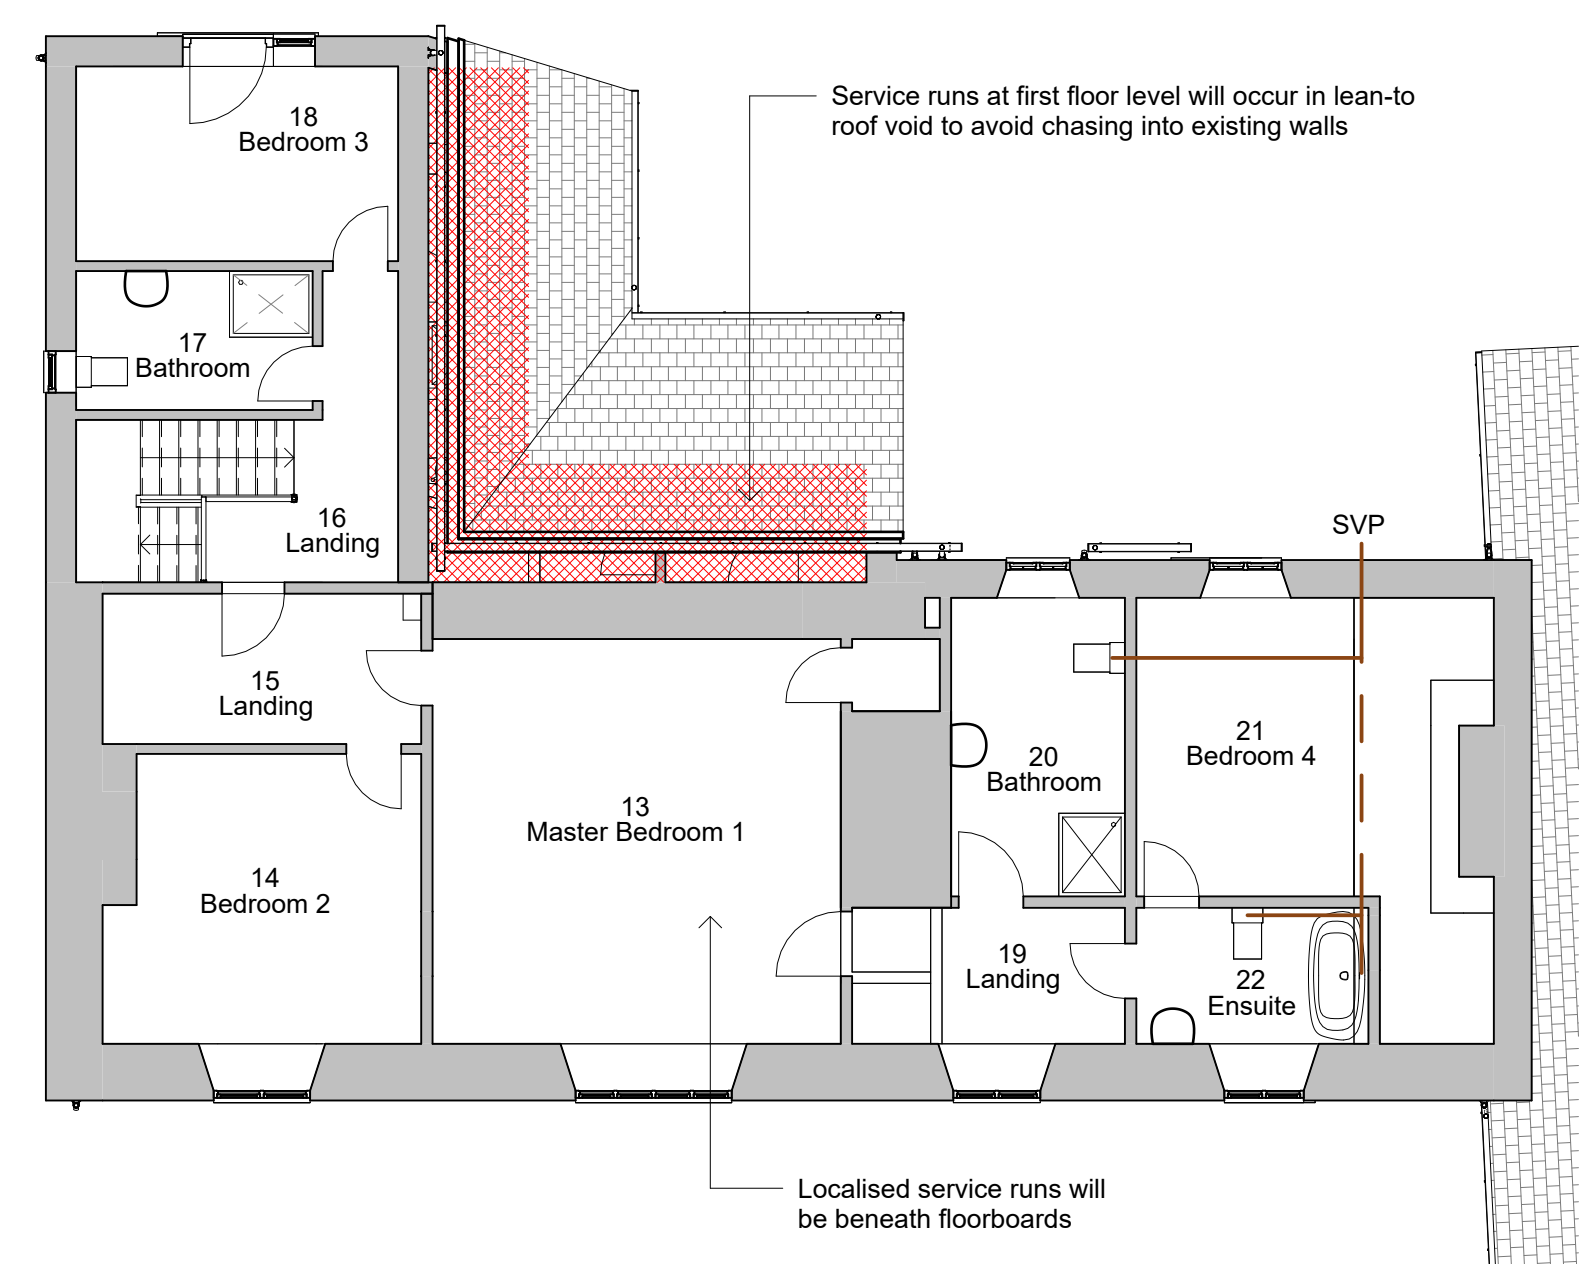 Service runs at first floor level will occur in lean-to
roof void to avoid chasing into existing walls
18
Bedroom 3
17
Bathroom
16
Landing
SVP
15
Landing
21
Bedroom 4
20
Bathroom
13
Master Bedroom 1
14
Bedroom 2
19
Landing
22
Ensuite
Localised service runs will
be beneath floorboards